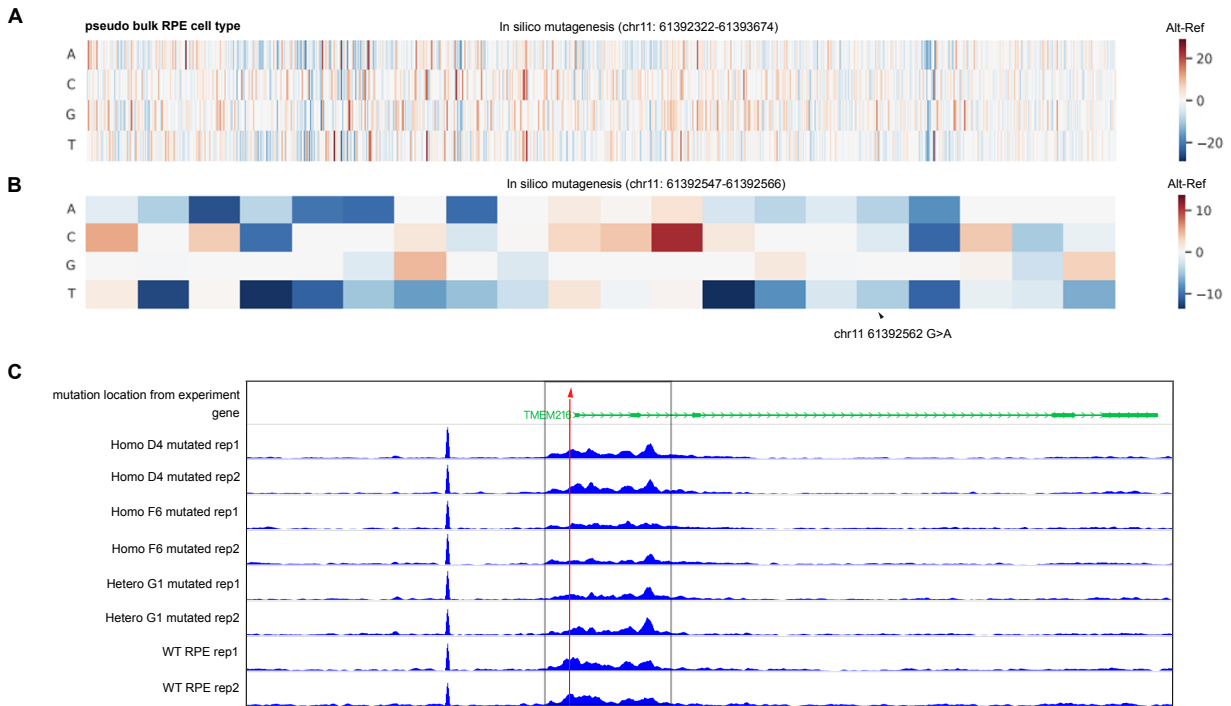 A
pseudo bulk RPE cell type
In silico mutagenesis (chr11: 61392322-61393674)
Alt-Ref
A
C
G
T
20
0
−20
B
In silico mutagenesis (chr11: 61392547-61392566)
Alt-Ref
A
C
G
T
10
0
−10
chr11 61392562 G>A
C
mutation location from experiment
gene
TMEM216
Homo D4 mutated rep1
Homo D4 mutated rep2
Homo F6 mutated rep1
Homo F6 mutated rep2
Hetero G1 mutated rep1
Hetero G1 mutated rep2
WT RPE rep1
WT RPE rep2